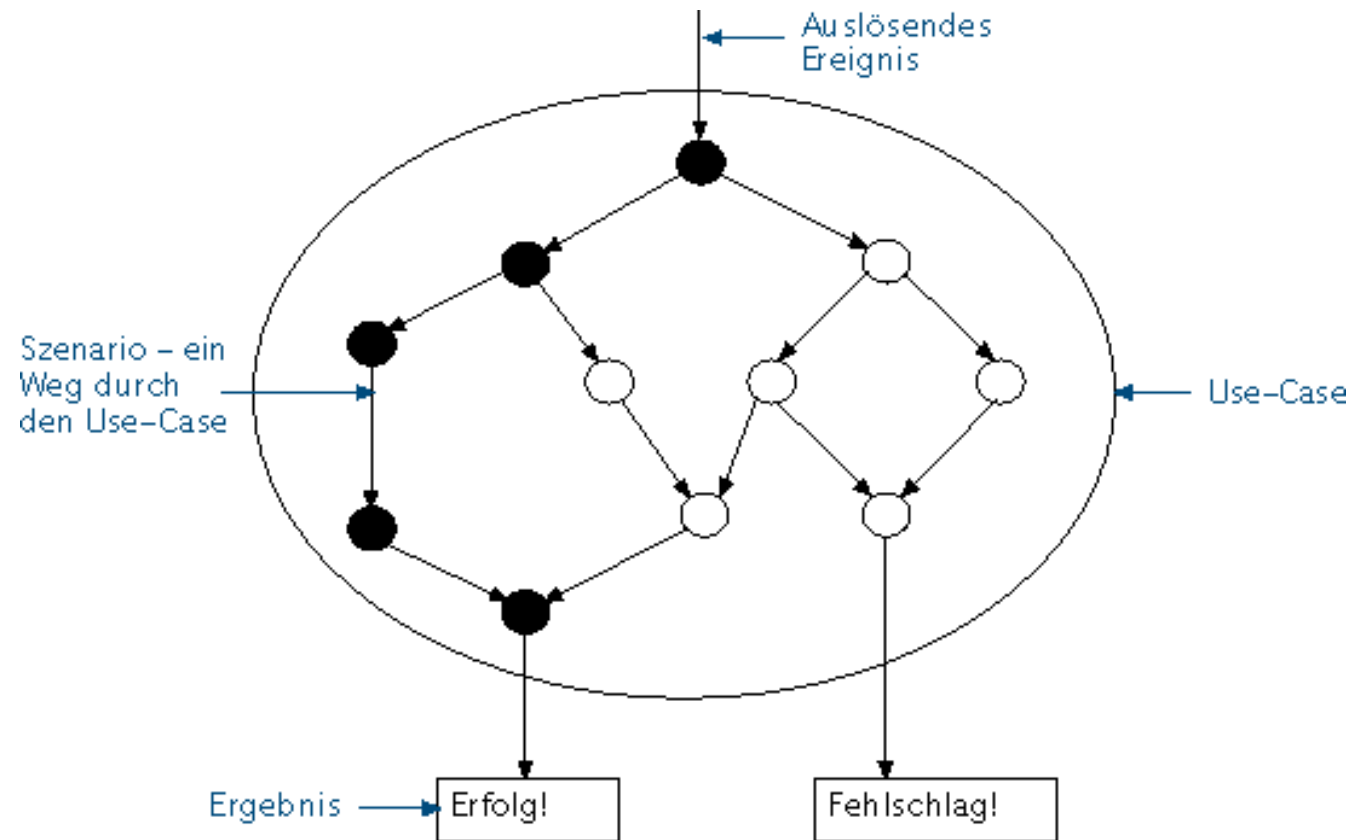 Auslösendes
Ereignis
Szenario – ein
Weg durch
den Use–Case
Use–Case
Ergebnis
Erfolg!
Fehlschlag!